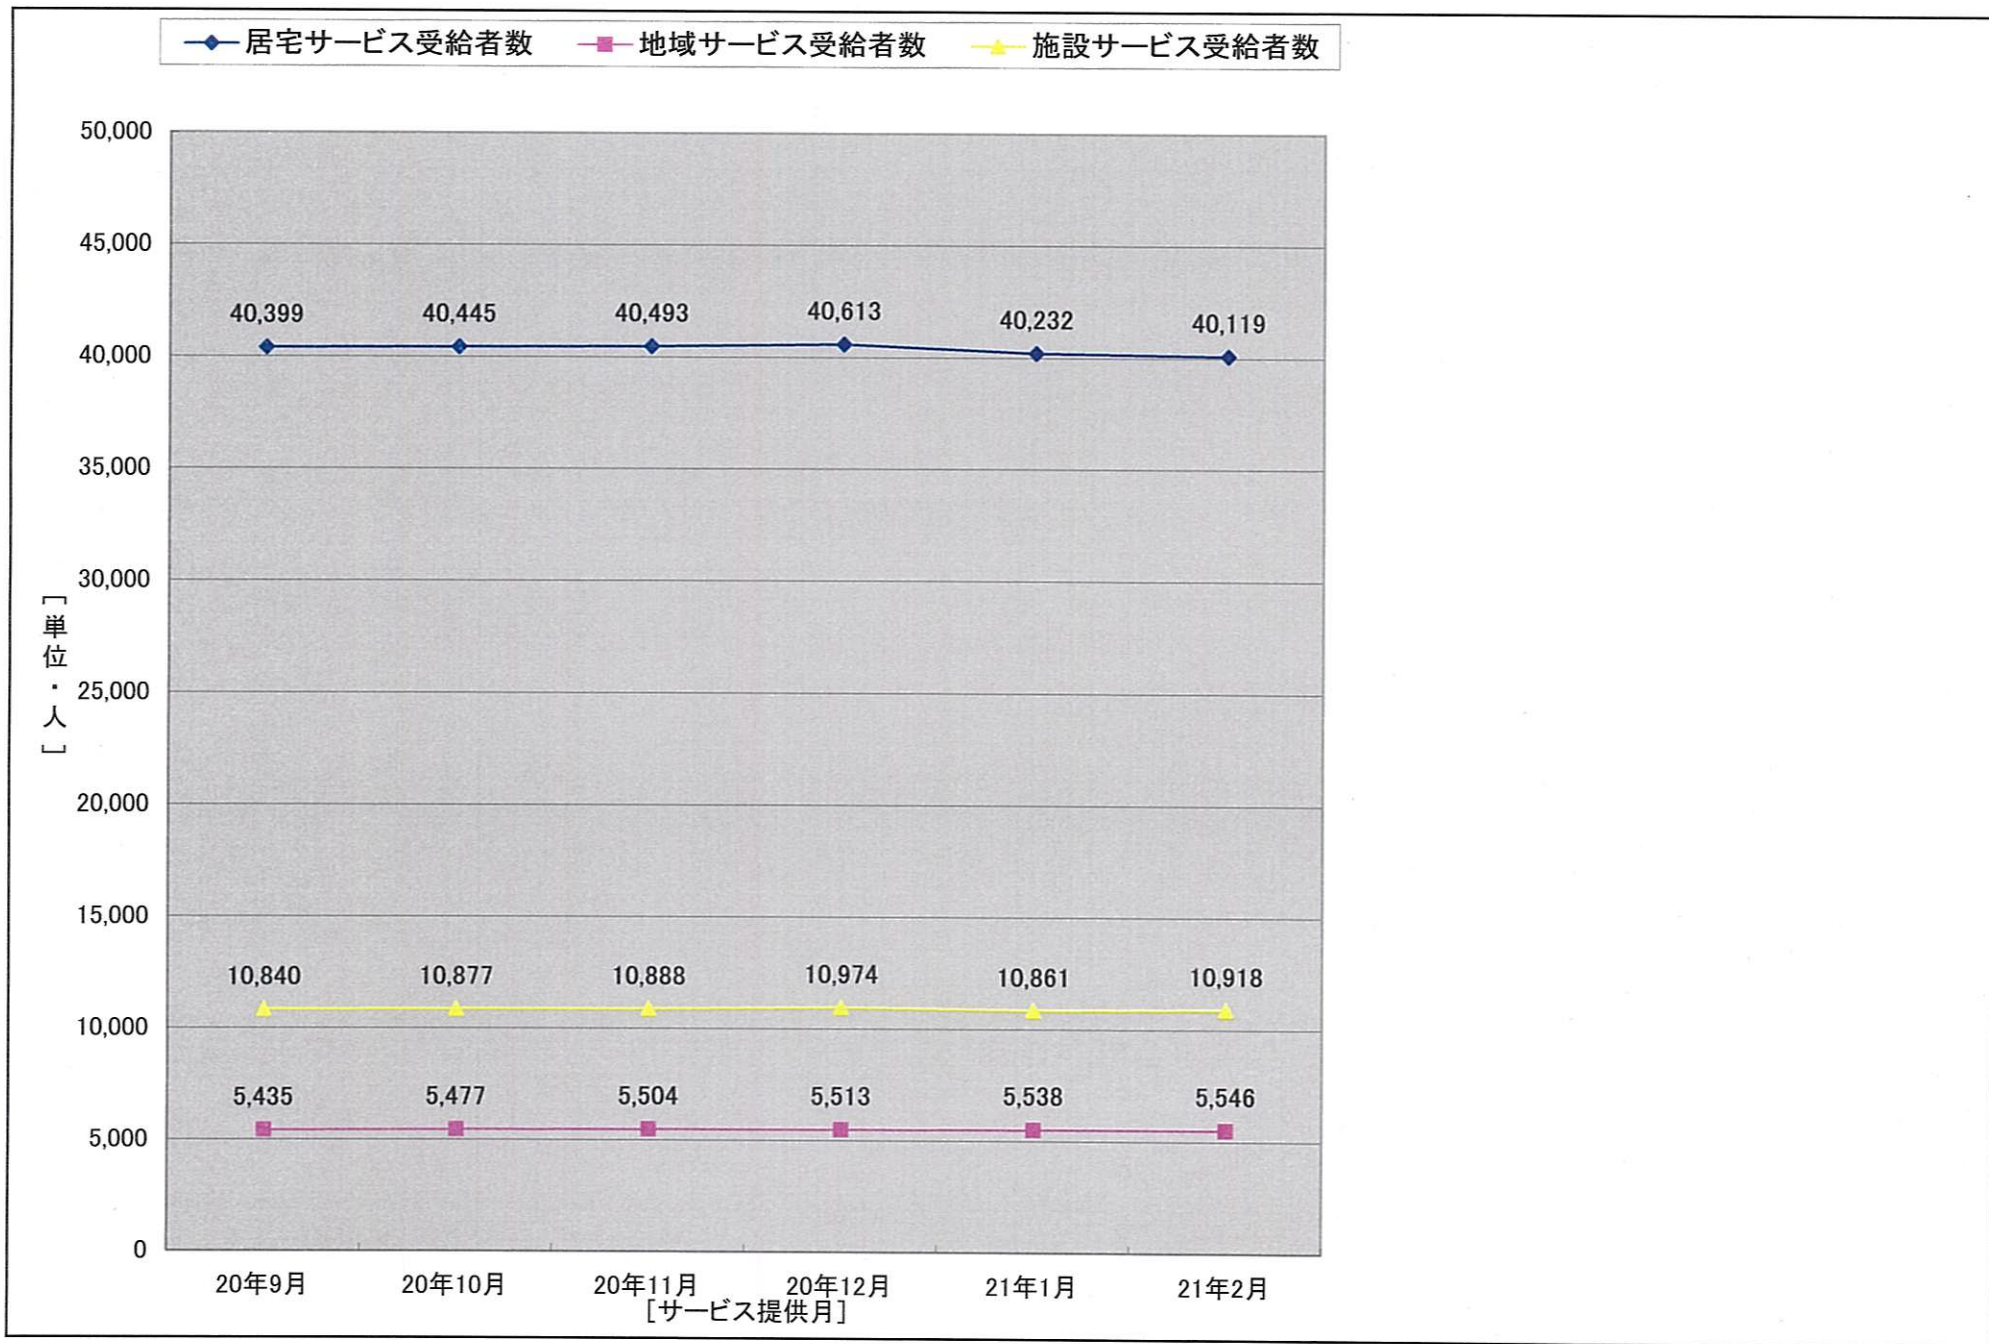 居宅サービス受給者数 地域サービス受給者数 施設サービス受給者数
50,000
45,000
40,399 40,445 40,493 40,613 40,232 40,119
40,000
35,000
30,000
[単位・人]
25,000
20,000
15,000
10,840 10,877 10,888 10,974 10,861 10,918
10,000
5,435 5,477 5,504 5,513 5,538 5,546
5,000
0
20年9月 20年10月 20年11月 20年12月 21年1月 21年2月
[サービス提供月]